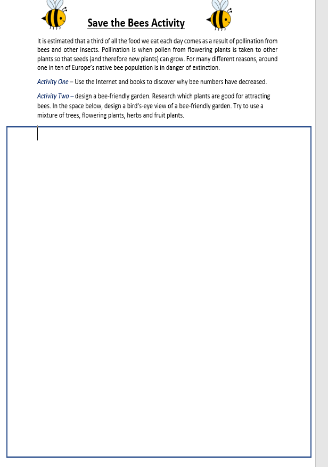 Save the Bees Activity
It is estimated that a third of all the food we eat each day comes as a result of pollination from
bees and other insects. Pollination is when pollen from flowering plants is taken to other
plants so that seeds (and therefore new plants) can grow. For many different reasons, around
one in ten of Europe's native bee population is in danger of extinction.
Activity One – Use the Internet and books to discover why bee numbers have decreased.
Activity Two – design a bee-friendly garden. Research which plants are good for attracting
bees. In the space below, design a bird's-eye view of a bee-friendly garden. Try to use a
mixture of trees, flowering plants, herbs and fruit plants.